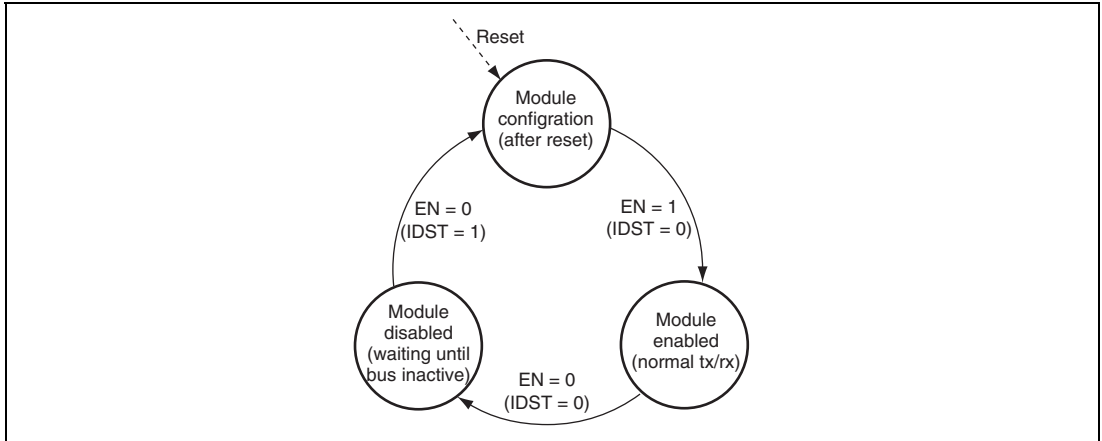 Reset
Module
configration
(after reset)
EN = 0
(IDST = 1)
EN = 1
(IDST = 0)
Module
disabled
(waiting until
bus inactive)
Module
enabled
(normal tx/rx)
EN = 0
(IDST = 0)